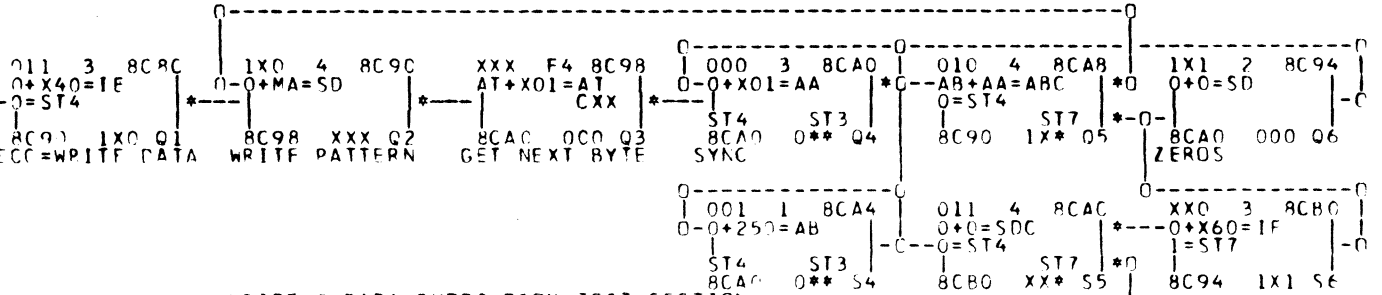 011 3 8C8C 1X0 4 8C90 XXX F4 8C98 000 3 8CA0 010 4 8CA8 1X1 2 8C94
0+X40=IE 0-0+MA=SD AT+X01=AT 0-0+X01=AA AB+AA=ABC 0+0=SD
0=ST4 CXX 0=ST4
ST4 ST3 ST7
8C90 1X0 Q1 8C98 XXX Q2 8CA0 000 Q3 8CA0 0** Q4 8C90 1X* Q5 8CA0 000 Q6
=WRITE DATA WRITE PATTERN GET NEXT BYTE SYNC ZEROS
001 1 8CA4 011 4 8CAC XX0 3 8CB0
0-0+250=AB 0+0=SDC 0+X60=IF
0=ST4 1=ST7
ST4 ST3 ST7
8CA0 0** S4 8CB0 XX* S5 8C94 1X1 S6